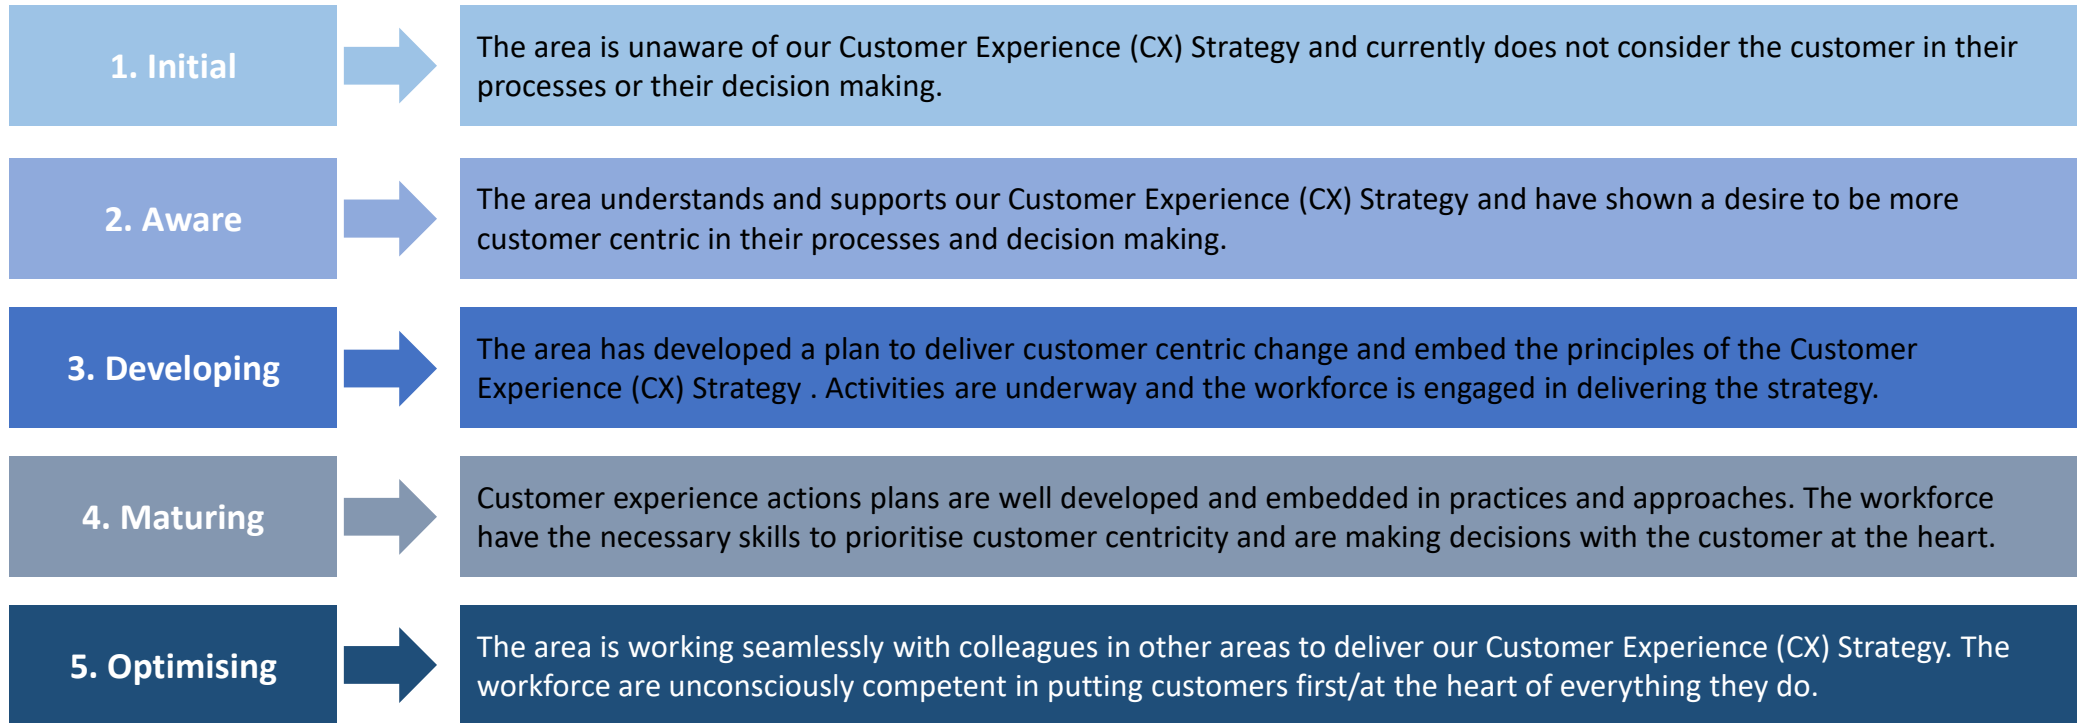 1. Initial
The area is unaware of our Customer Experience (CX) Strategy and currently does not consider the customer in their
processes or their decision making.
2. Aware
The area understands and supports our Customer Experience (CX) Strategy and have shown a desire to be more
customer centric in their processes and decision making.
3. Developing
The area has developed a plan to deliver customer centric change and embed the principles of the Customer
Experience (CX) Strategy . Activities are underway and the workforce is engaged in delivering the strategy.
4. Maturing
Customer experience actions plans are well developed and embedded in practices and approaches. The workforce
have the necessary skills to prioritise customer centricity and are making decisions with the customer at the heart.
5. Optimising
The area is working seamlessly with colleagues in other areas to deliver our Customer Experience (CX) Strategy. The
workforce are unconsciously competent in putting customers first/at the heart of everything they do.